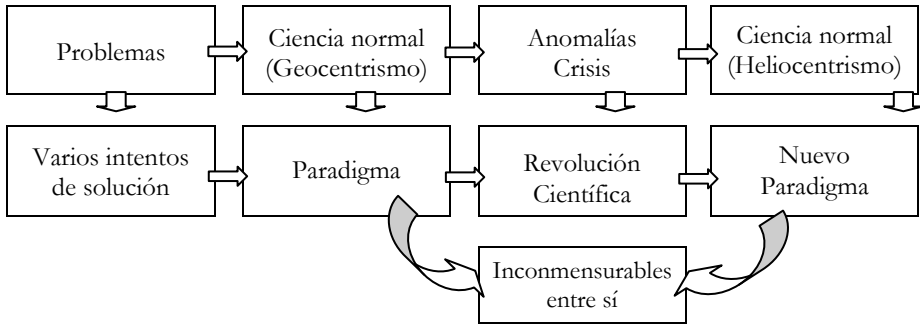 Problemas
Ciencia normal
(Geocentrismo)
Anomalías
Crisis
Ciencia normal
(Heliocentrismo)
Varios intentos
de solución
Paradigma
Revolución
Científica
Nuevo
Paradigma
Inconmensurables
entre sí